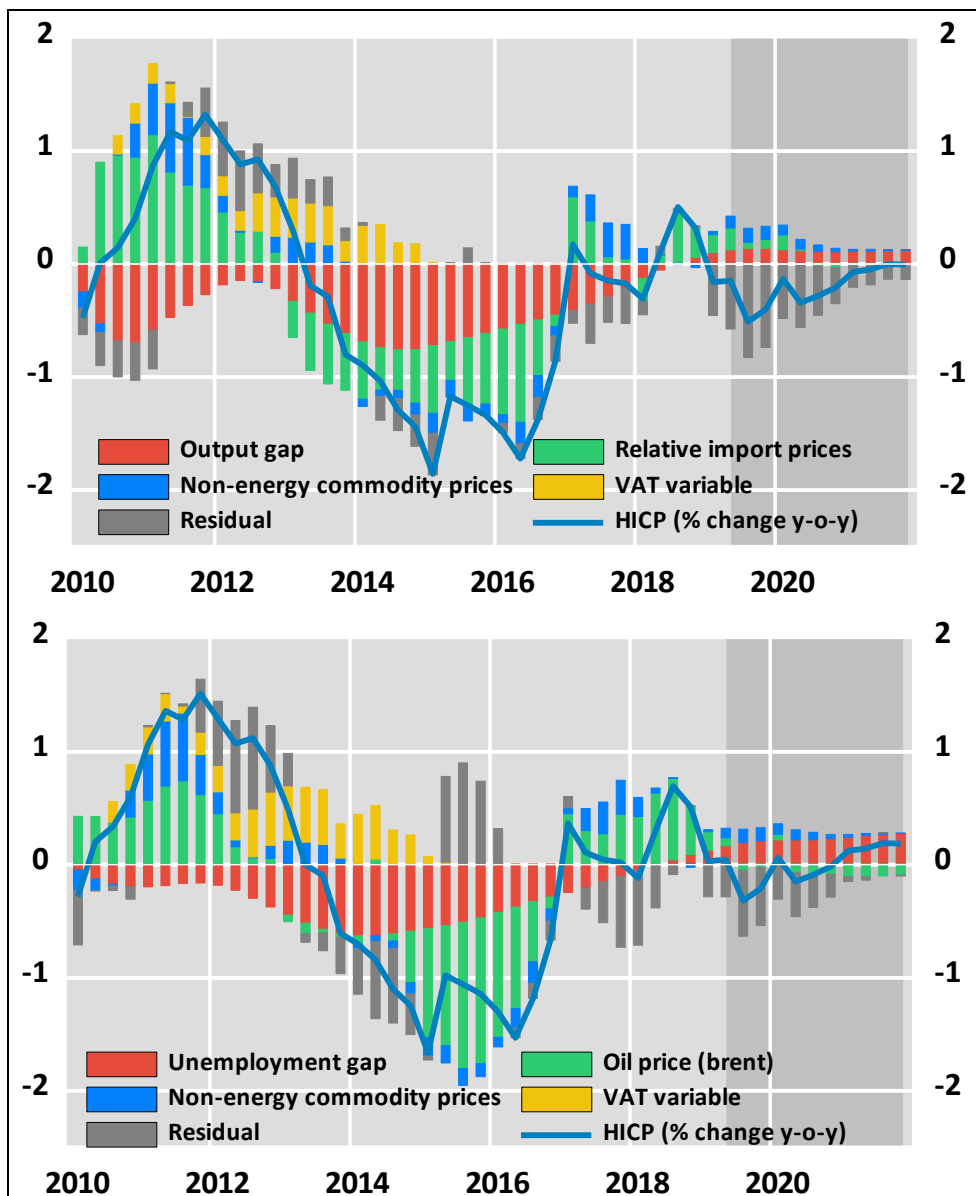 2 2
1 1
0 0
-1 -1
Output gap Relative import prices
Non-energy commodity prices VAT variable
-2 -2
Residual HICP (% change y-o-y)
2010 2012 2014 2016 2018 2020
2 2
1 1
0 0
-1 -1
Unemployment gap Oil price (brent)
-2 -2
Non-energy commodity prices VAT variable
Residual HICP (% change y-o-y)
2010 2012 2014 2016 2018 2020